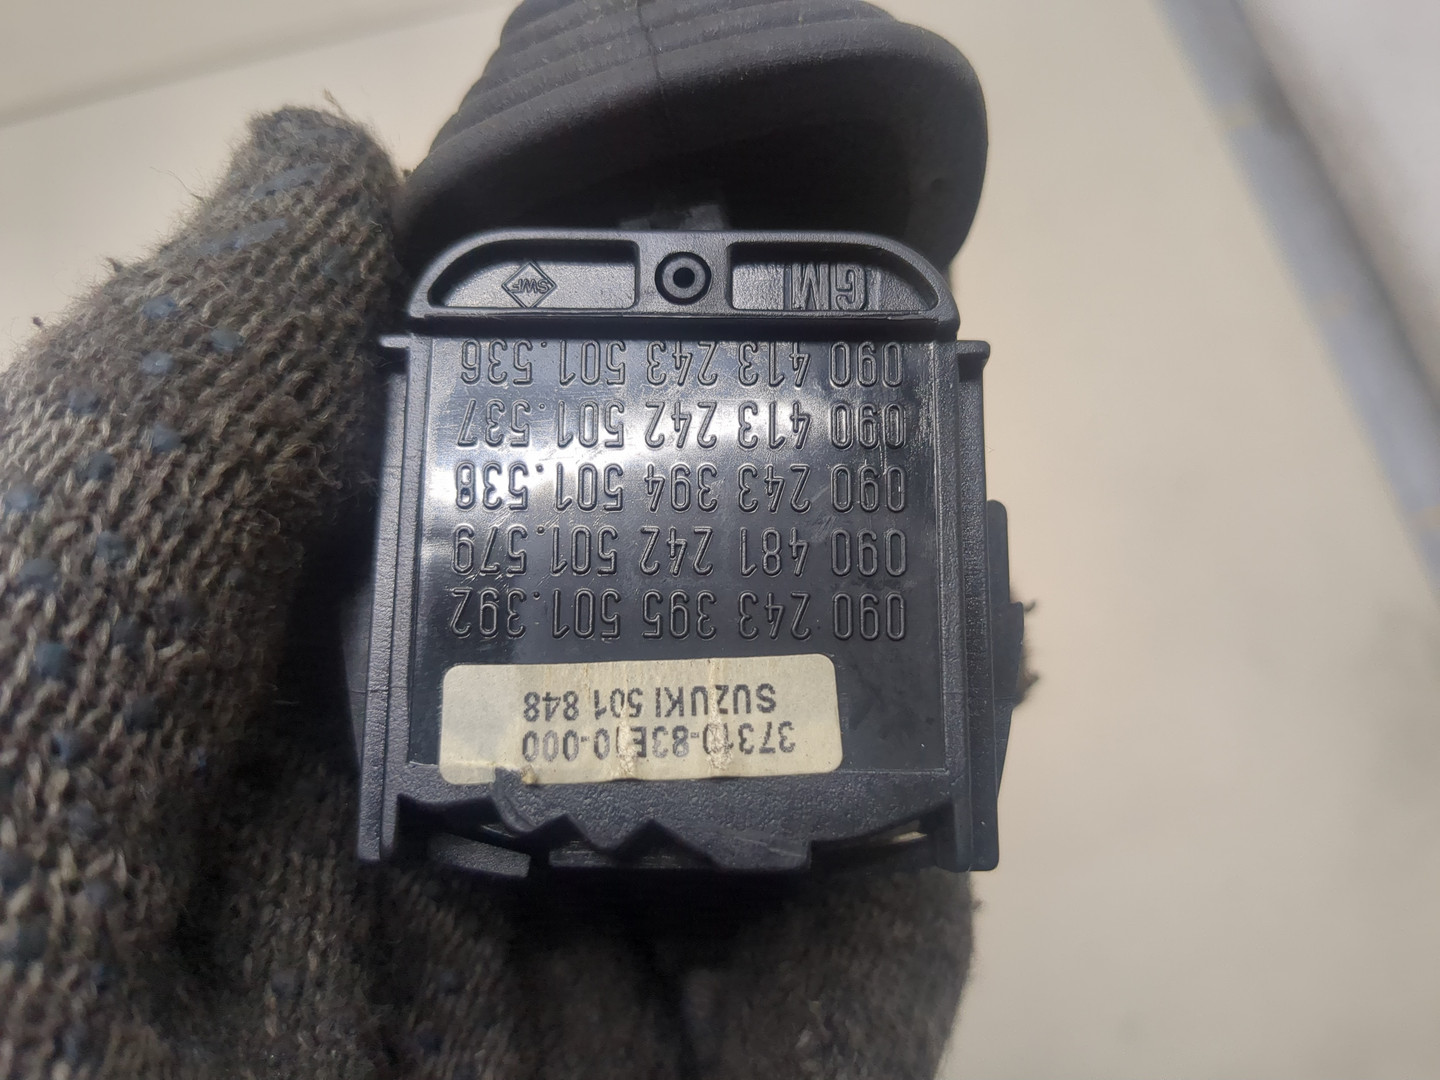 37310-83E10-000
SUZUKI 501 848
090 243 395 501.392
090 481 242 501.579
090 243 394 501.538
090 413 242 501.537
090 413 243 501.536
GM
SWF